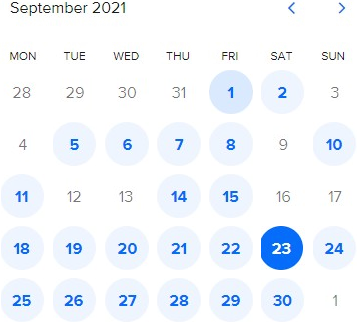 September 2021
MON TUE WED THU FRI SAT SUN
28 29 30 31 1 2 3
4 5 6 7 8 9 10
11 12 13 14 15 16 17
18 19 20 21 22 23 24
25 26 27 28 29 30 1